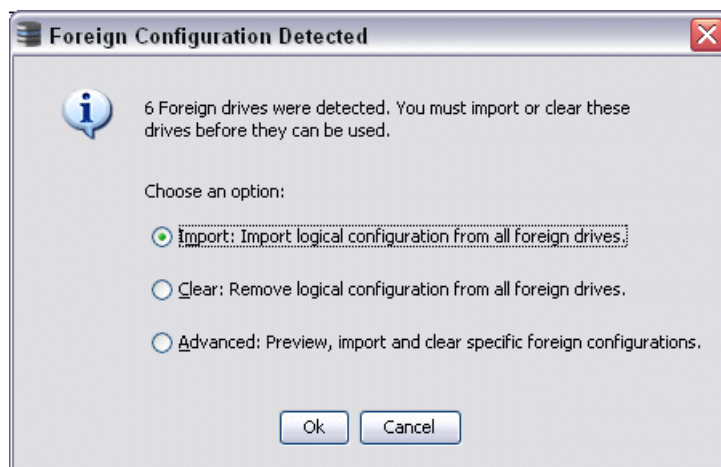 Foreign Configuration Detected
6 Foreign drives were detected. You must import or clear these
drives before they can be used.
Choose an option:
Import: Import logical configuration from all foreign drives.
Clear: Remove logical configuration from all foreign drives.
Advanced: Preview, import and clear specific foreign configurations.
Ok
Cancel